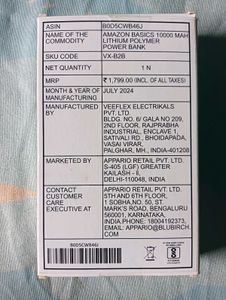 ASIN B0D5CWB46J
NAME OF THE COMMODITY AMAZON BASICS 10000 MAH
LITHIUM POLYMER
POWER BANK
SKU CODE VX-B2B
QUANTITY 1 N
MRP ₹ 1,799.00 (INCL. OF ALL TAXES)
MONTH & YEAR OF MANUFACTURING JULY 2024
MANUFACTURED BY VEEFLEX ELECTRIKALS
PVT. LTD.
BLDG. NO. 6/ GALA NO 209,
2ND FLOOR, RAJPRABHA
INDUSTRIAL, ENCLAVE 1,
SATIVALI RD., BHOIDAPADA,
VASAI VIRAR,
PALGHAR, MH., INDIA-401208
MARKETED BY APPARIO RETAIL PVT. LTD.
S-405 (LGF) GREATER
KAILASH - II,
DELHI-110048, INDIA
CONTACT CUSTOMER CARE EXECUTIVE AT APPARIO RETAIL PVT. LTD.
5TH AND 6TH FLOOR,
1 SOBHA,NO. 50, ST.
MARK'S ROAD, BENGALURU
560001, KARNATAKA,
INDIA.PHONE: 18004192373,
EMAIL: APPARIO@BLUBIRCH.COM
B0D5CWB46J
8